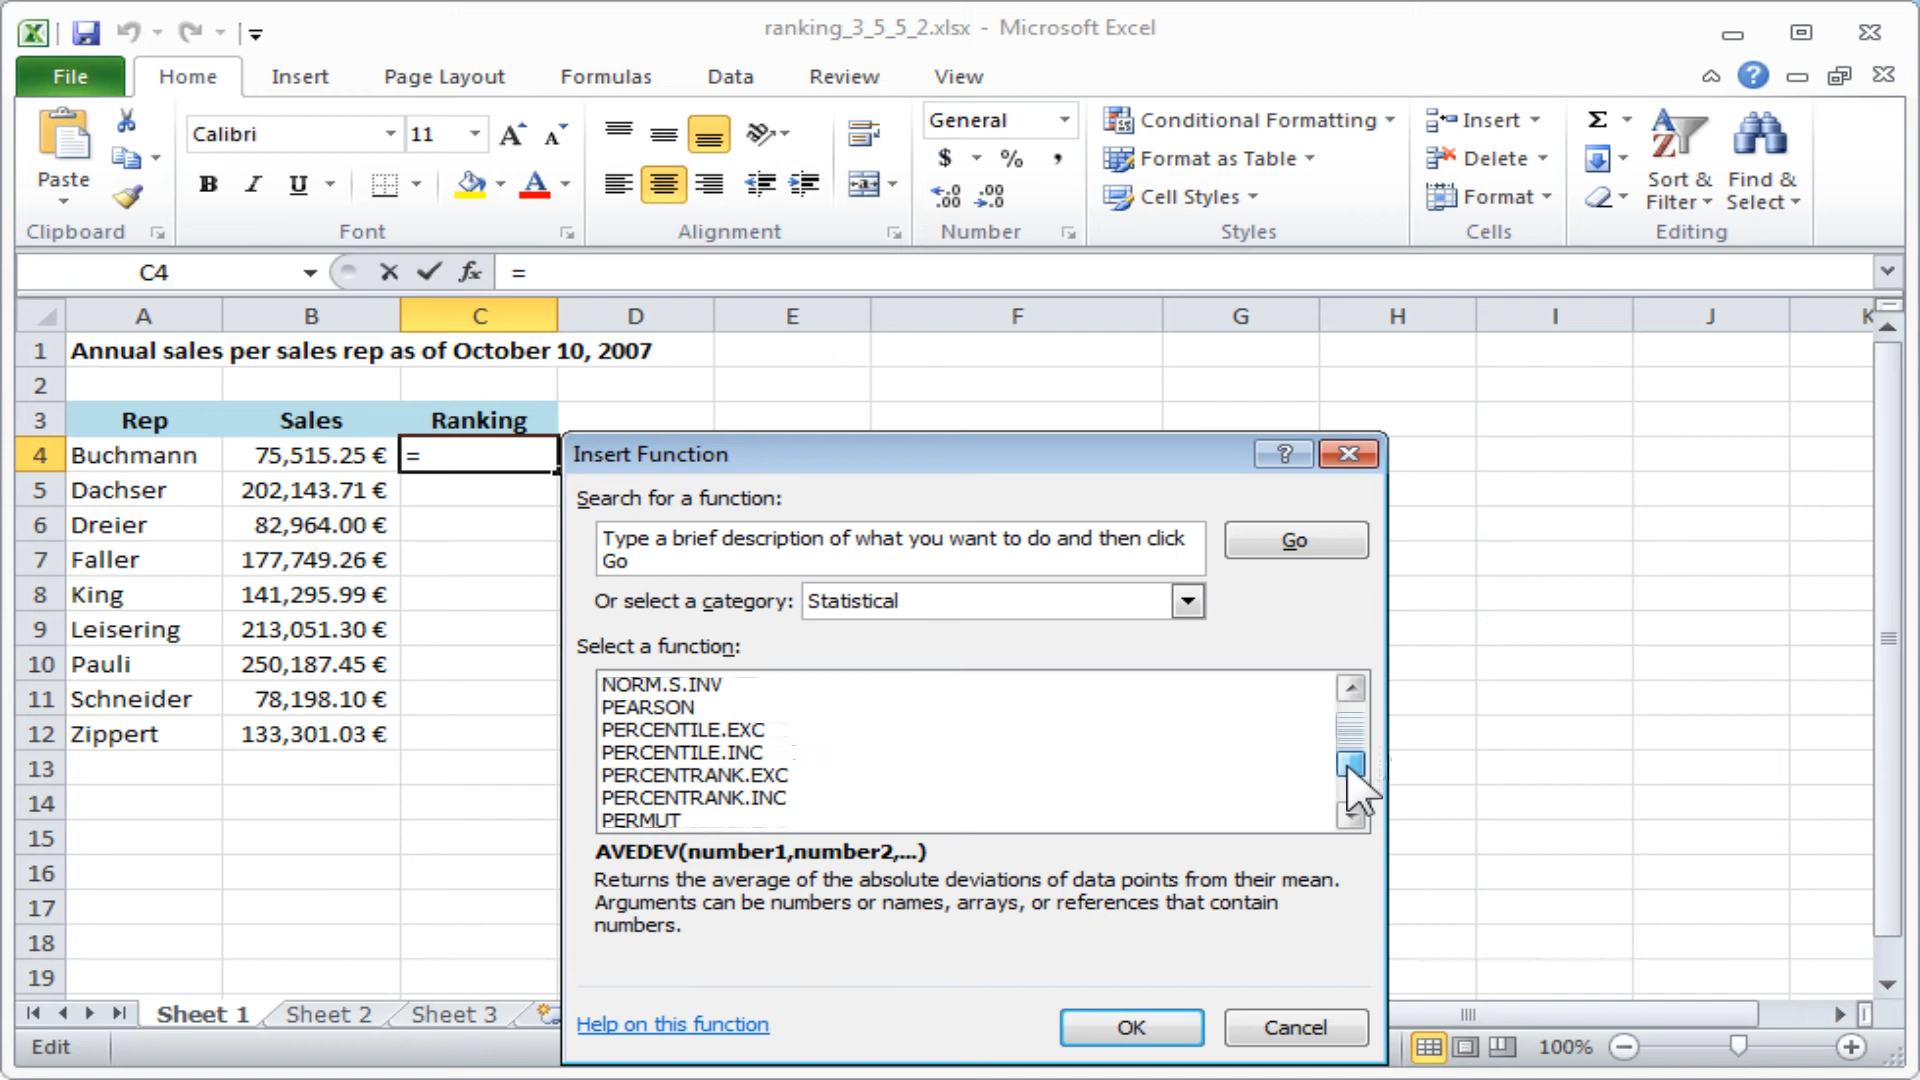 ranking_3_5_5_2.xlsx - Microsoft Excel
File Home Insert Page Layout Formulas Data Review View
Paste
Calibri 11
B I U A
General
$ %
Conditional Formatting
Format as Table
Cell Styles
Insert
Delete
Format
Σ
Sort & Filter
Find & Select
Clipboard Font Alignment Number Styles Cells Editing
C4 fx =
A B C D E F G H I J K
1 Annual sales per sales rep as of October 10, 2007
2
3 Rep Sales Ranking
4 Buchmann 75,515.25 € =
5 Dachser 202,143.71 €
6 Dreier 82,964.00 €
7 Faller 177,749.26 €
8 King 141,295.99 €
9 Leisering 213,051.30 €
10 Pauli 250,187.45 €
11 Schneider 78,198.10 €
12 Zippert 133,301.03 €
13
14
15
16
17
18
19
Insert Function
Search for a function:
Type a brief description of what you want to do and then click
Go
Go
Or select a category: Statistical
Select a function:
NORM.S.INV
PEARSON
PERCENTILE.EXC
PERCENTILE.INC
PERCENTRANK.EXC
PERCENTRANK.INC
PERMUT
AVEDEV(number1,number2,...)
Returns the average of the absolute deviations of data points from their mean.
Arguments can be numbers or names, arrays, or references that contain
numbers.
Help on this function OK Cancel
Sheet 1 Sheet 2 Sheet 3
Edit 100%